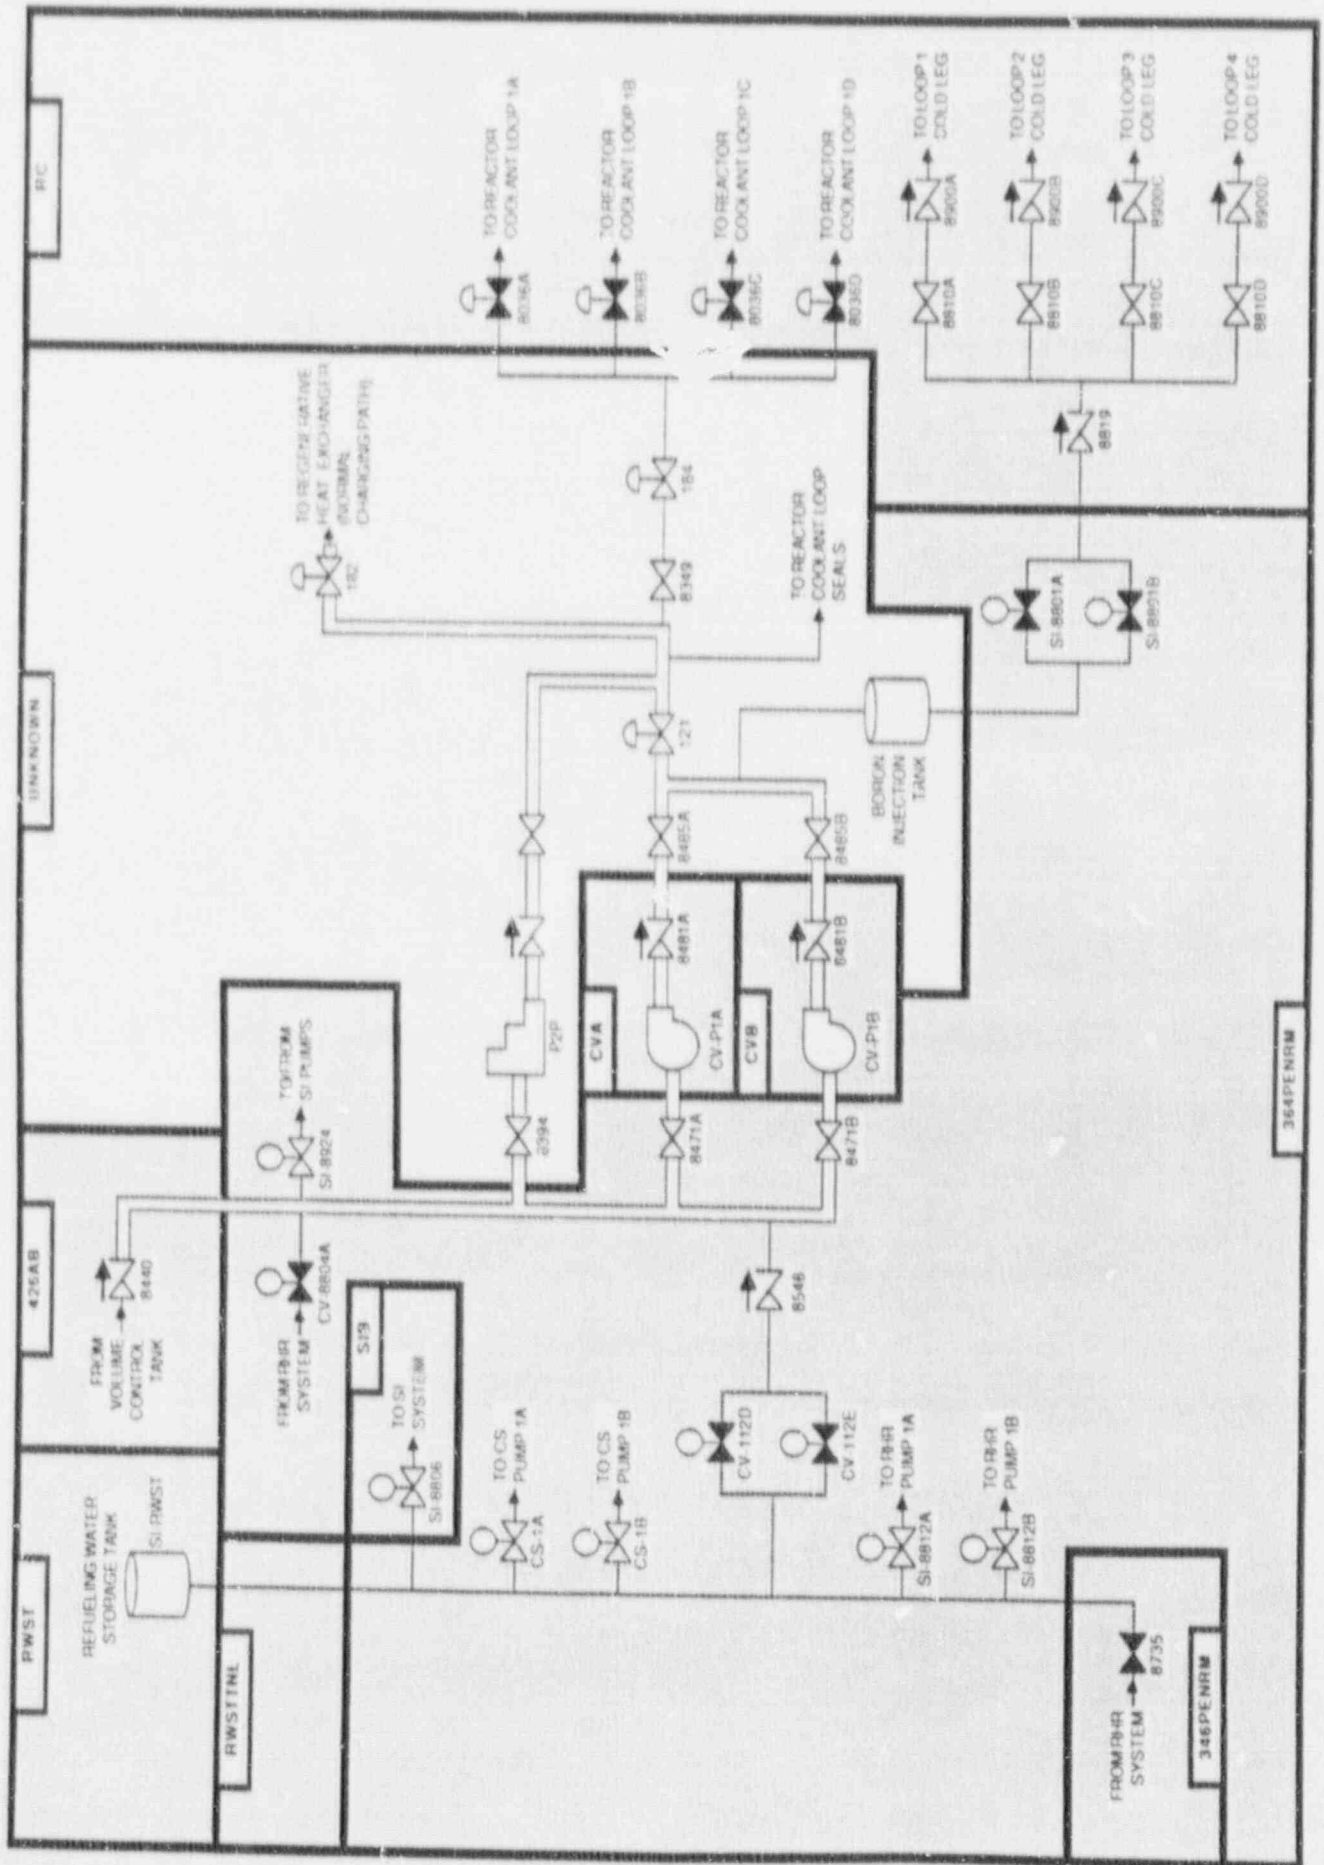 RWST
REFUELING WATER
STORAGE TANK
SI-RWST
RWSTTNL
426AB
FROM
VOLUME
CONTROL
TANK
8440
FROM RHR
SYSTEM
CV-8804A
TO/FROM
SI PUMPS
SI-8924
SI9
TO SI
SYSTEM
SI-8806
TO CS
PUMP 1A
CS-1A
TO CS
PUMP 1B
CS-1B
CV-112D
CV-112E
8546
TO RHR
PUMP 1A
SI-8812A
TO RHR
PUMP 1B
SI-8812B
FROM RHR
SYSTEM
8735
346PENRM
UNKNOWN
8394
P2P
8471A
CVA
CV-P1A
8481A
8485A
8471B
CVB
CV-P1B
8481B
8485B
121
BORON
INJECTION
TANK
TO REACTOR
COOLANT LOOP
SEALS
182
TO REGENERATIVE
HEAT EXCHANGER
(NORMAL
CHARGING PATH)
8349
184
364PENRM
SI-8801A
SI-8801B
8819
RC
8036A
TO REACTOR
COOLANT LOOP 1A
8036B
TO REACTOR
COOLANT LOOP 1B
8036C
TO REACTOR
COOLANT LOOP 1C
8036D
TO REACTOR
COOLANT LOOP 1D
8810A
8900A
TO LOOP 1
COLD LEG
8810B
8900B
TO LOOP 2
COLD LEG
8810C
8900C
TO LOOP 3
COLD LEG
8810D
8900D
TO LOOP 4
COLD LEG